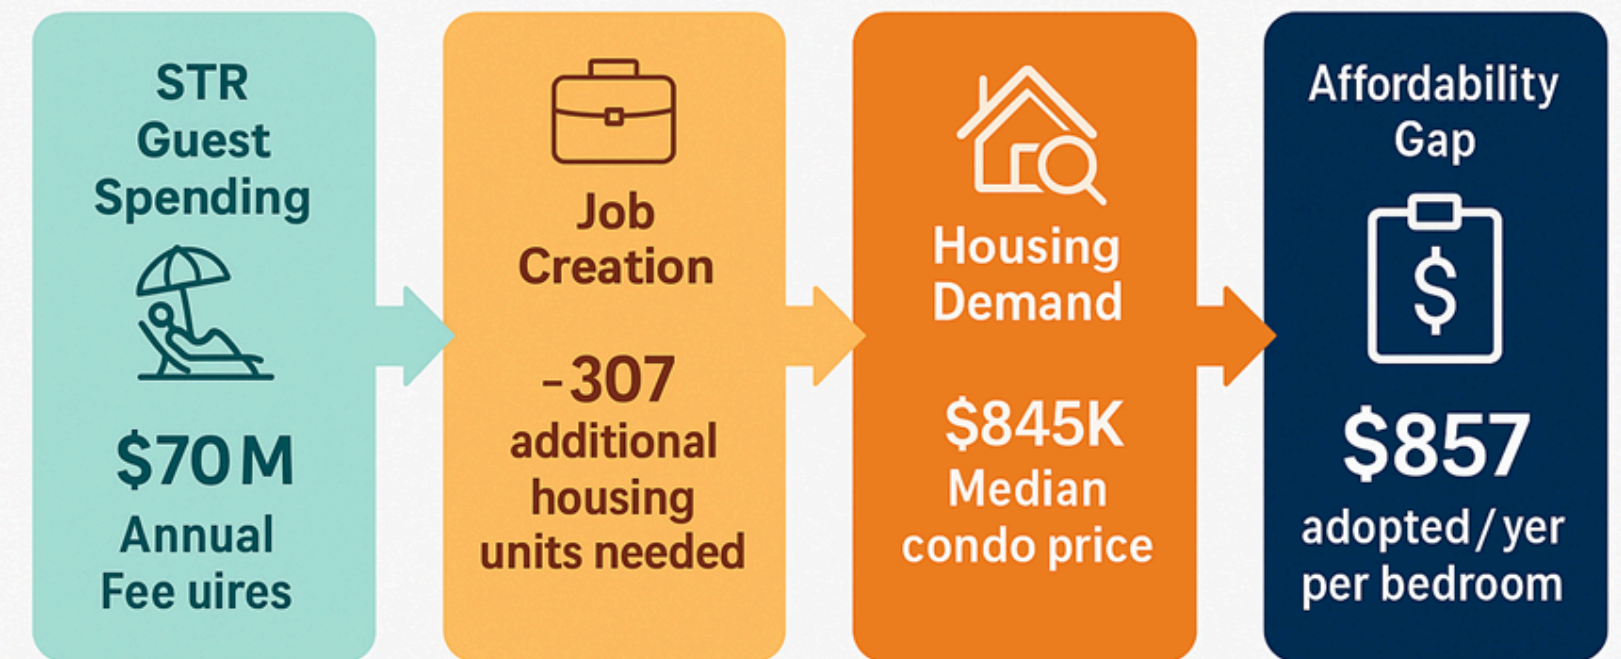 STR
Guest
Spending
$70 M
Annual
Fee uires
Job
Creation
-307
additional
housing
units needed
Housing
Demand
$845K
Median
condo price
Affordability
Gap
$
$857
adopted/yer
per bedroom